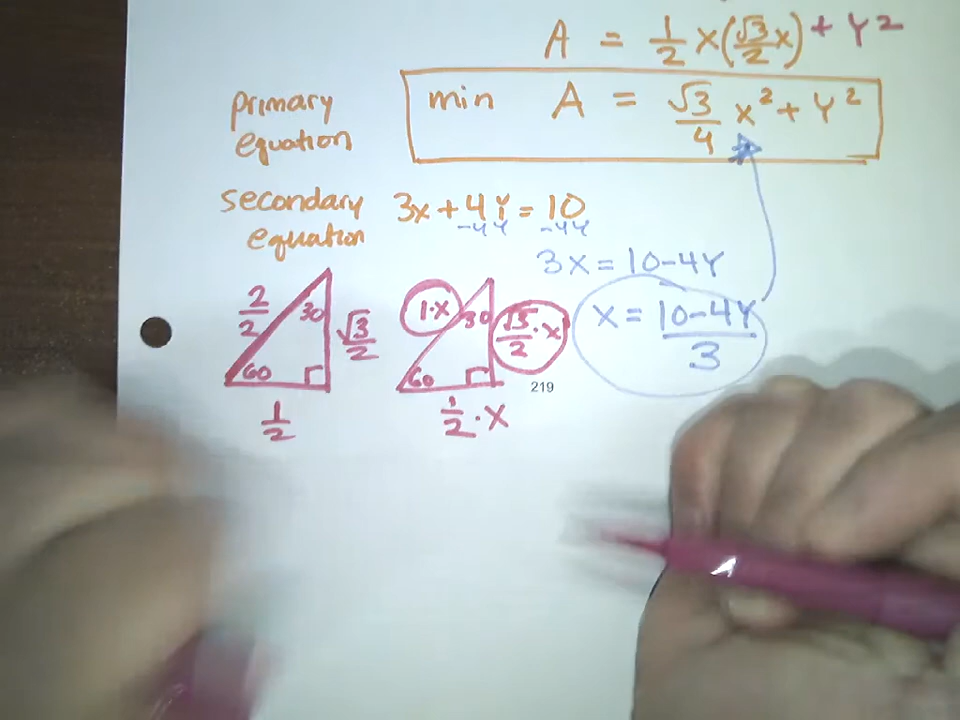 A = 1/2 x(√3/2 x) + Y2
primary equation
min A = √3/4 x² + Y²
secondary equation
3x + 4Y = 10
-4Y -4Y
3X = 10-4Y
X = 10-4Y/3
2/2 30 √3/2 60 1/2
1·X 30 √3/2·X 60 1/2·X
219